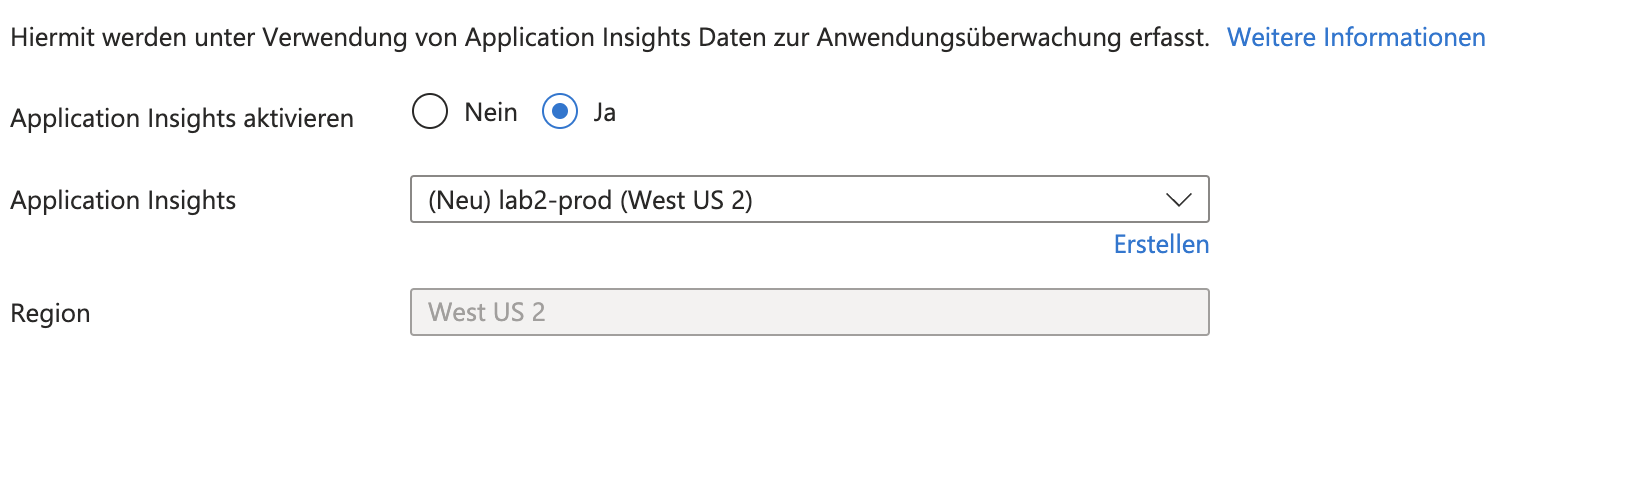 Hiermit werden unter Verwendung von Application Insights Daten zur Anwendungsüberwachung erfasst. Weitere Informationen
Application Insights aktivieren Nein Ja
Application Insights (Neu) lab2-prod (West US 2)
Erstellen
Region West US 2